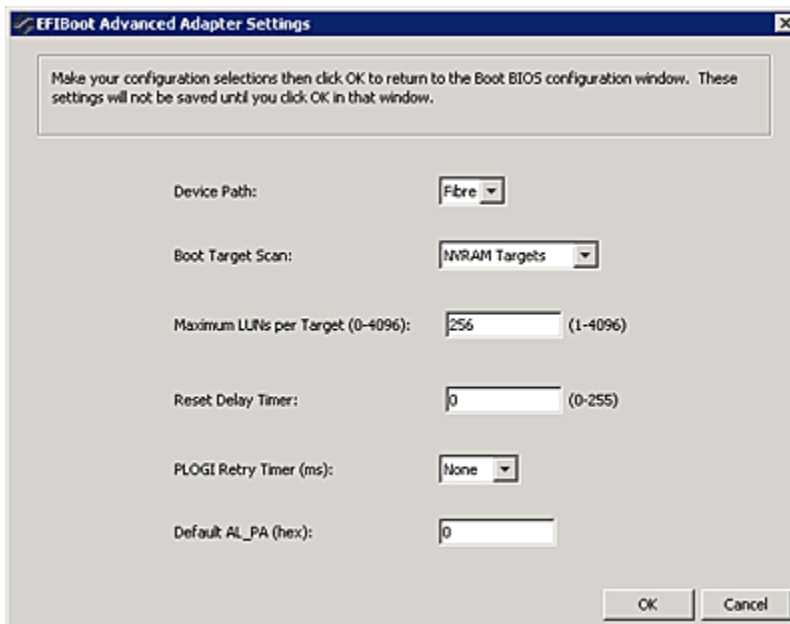 EFIBoot Advanced Adapter Settings
Make your configuration selections then click OK to return to the Boot BIOS configuration window. These
settings will not be saved until you click OK in that window.
Device Path: Fibre
Boot Target Scan: NVRAM Targets
Maximum LUNs per Target (0-4096): 256 (1-4096)
Reset Delay Timer: 0 (0-255)
PLOGI Retry Timer (ms): None
Default AL_PA (hex): 0
OK Cancel